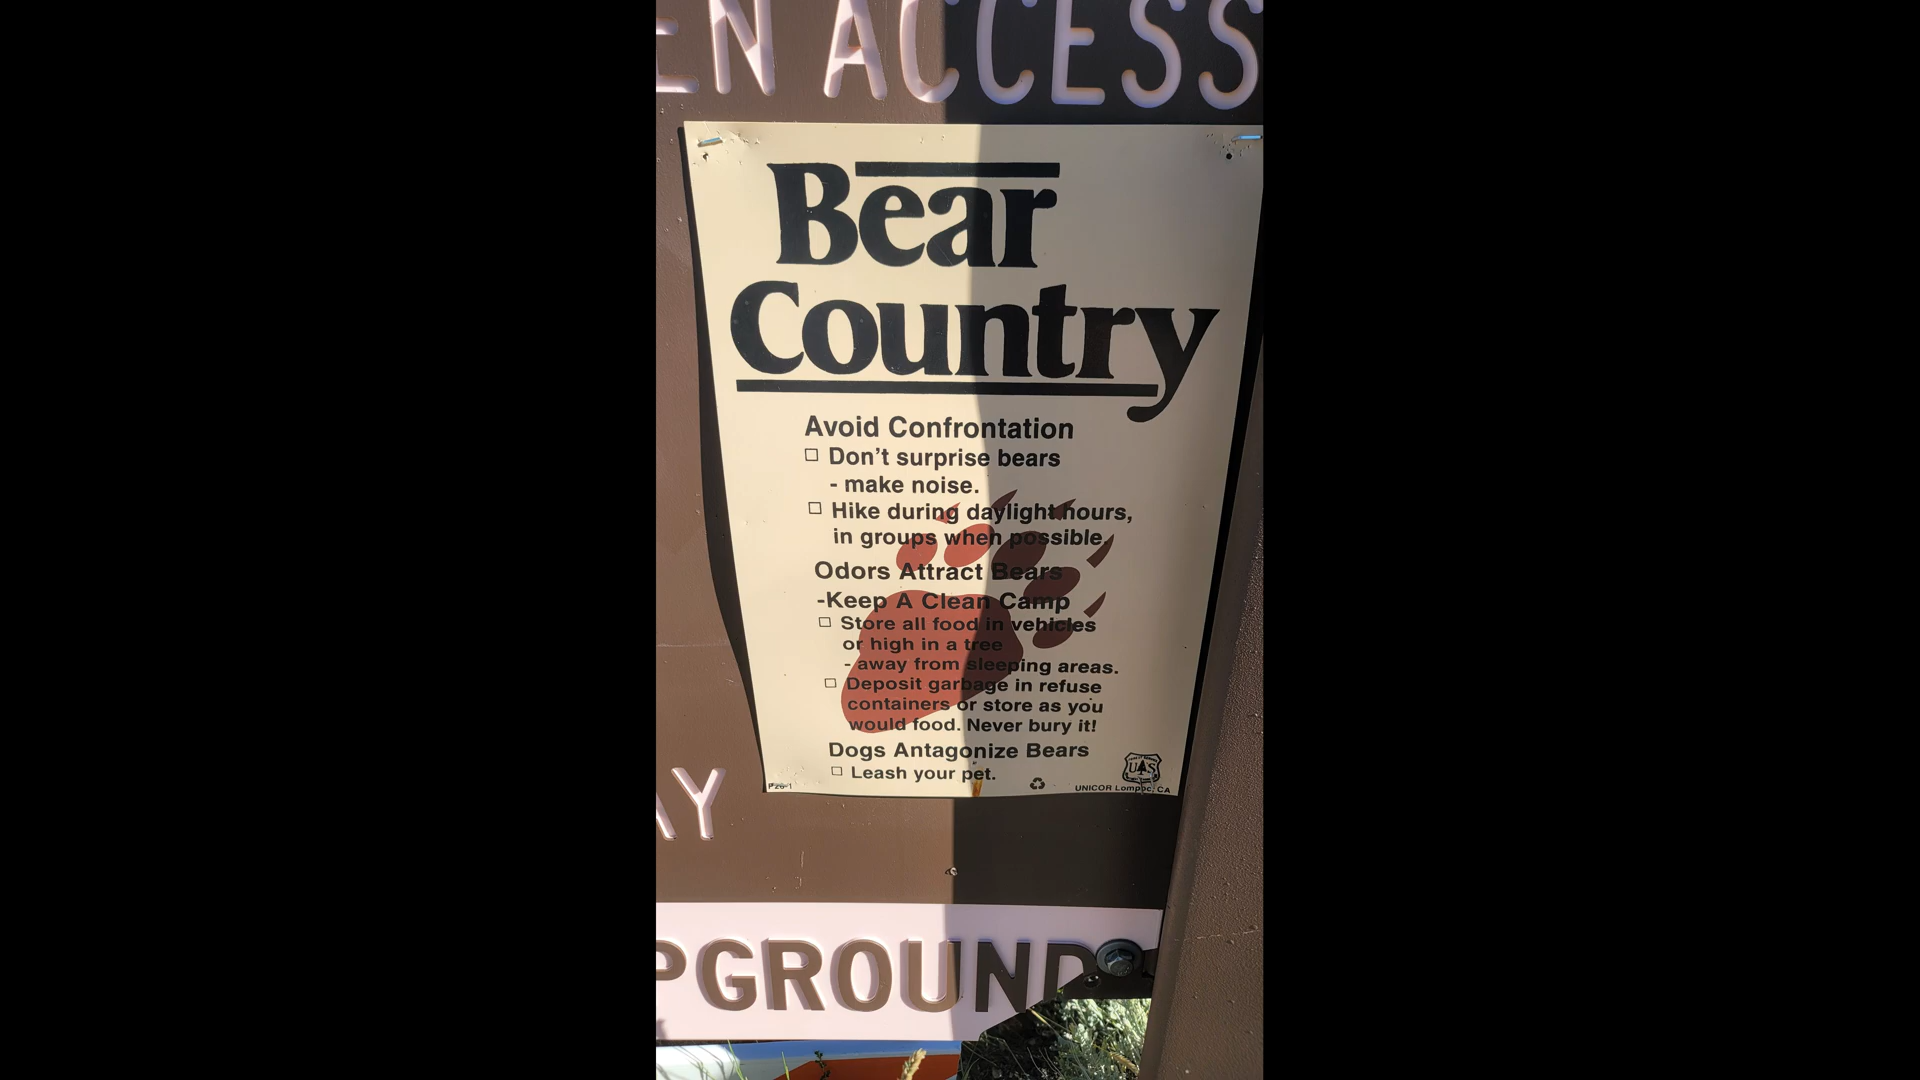 EN ACCESS
Bear
Country
Avoid Confrontation
Don't surprise bears
- make noise.
Hike during daylight hours,
in groups when possible.
Odors Attract Bears
-Keep A Clean Camp
Store all food in vehicles
or high in a tree
- away from sleeping areas.
Deposit garbage in refuse
containers or store as you
would food. Never bury it!
Dogs Antagonize Bears
Leash your pet.
UAS
UNICOR Lompoc, CA
AY
PGROUND